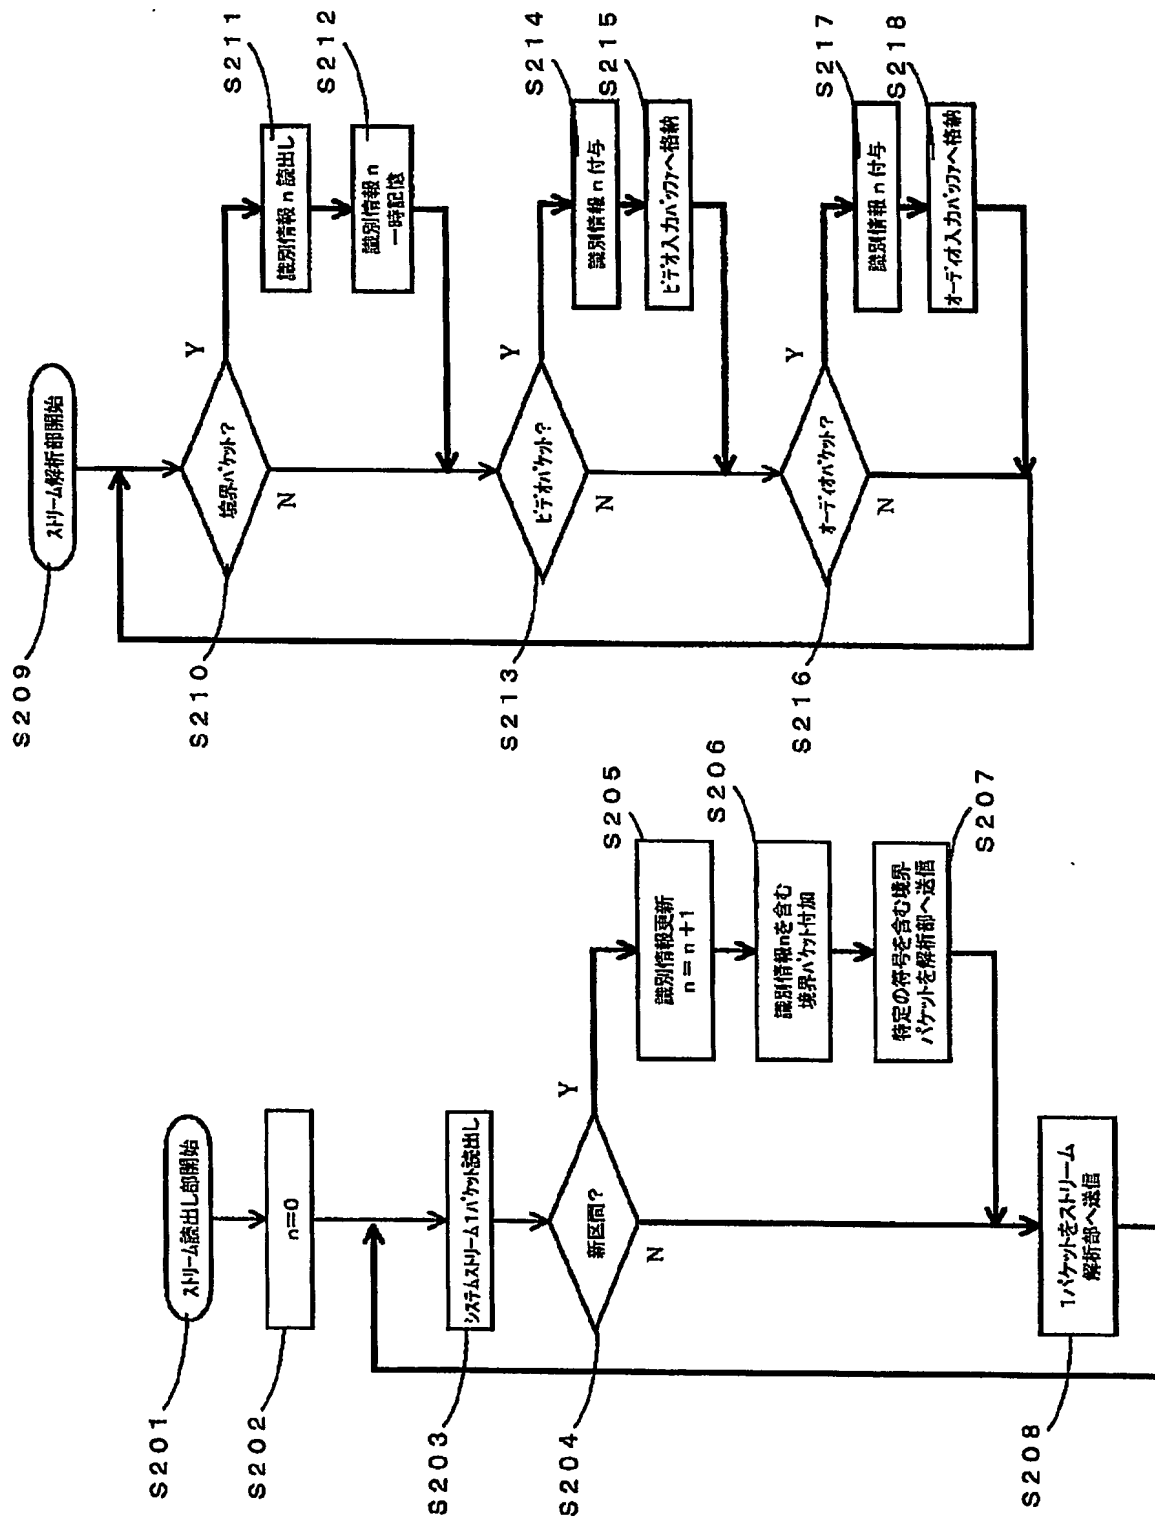 S201
ストリーム読出し部開始
S202
n=0
S203
システムストリーム1パケット読出し
S204
新区間?
Y
N
S205
識別情報更新
n=n+1
S206
識別情報nを含む
境界パケット付加
S207
特定の符号を含む境界
パケットを解析部へ送信
S208
1パケットをストリーム
解析部へ送信
S209
ストリーム解析部開始
S210
境界パケット?
Y
N
S211
識別情報n読出し
S212
識別情報n
一時記憶
S213
ビデオパケット?
Y
N
S214
識別情報n付与
S215
ビデオ入力バッファへ格納
S216
オーディオパケット?
Y
N
S217
識別情報n付与
S218
オーディオ入力バッファへ格納